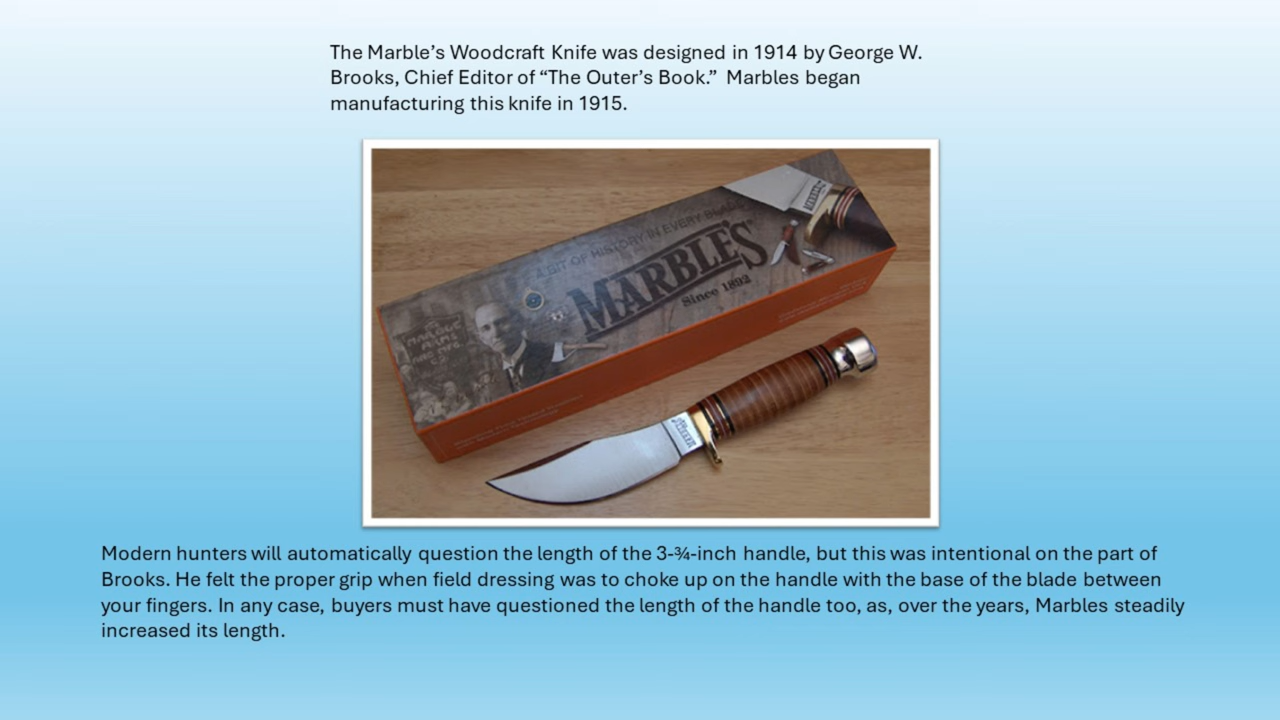 The Marble's Woodcraft Knife was designed in 1914 by George W.
Brooks, Chief Editor of “The Outer's Book.”  Marbles began
manufacturing this knife in 1915.
A BIT OF HISTORY IN EVERY
MARBLE'S
Since 1892
Modern hunters will automatically question the length of the 3-¾-inch handle, but this was intentional on the part of
Brooks. He felt the proper grip when field dressing was to choke up on the handle with the base of the blade between
your fingers. In any case, buyers must have questioned the length of the handle too, as, over the years, Marbles steadily
increased its length.